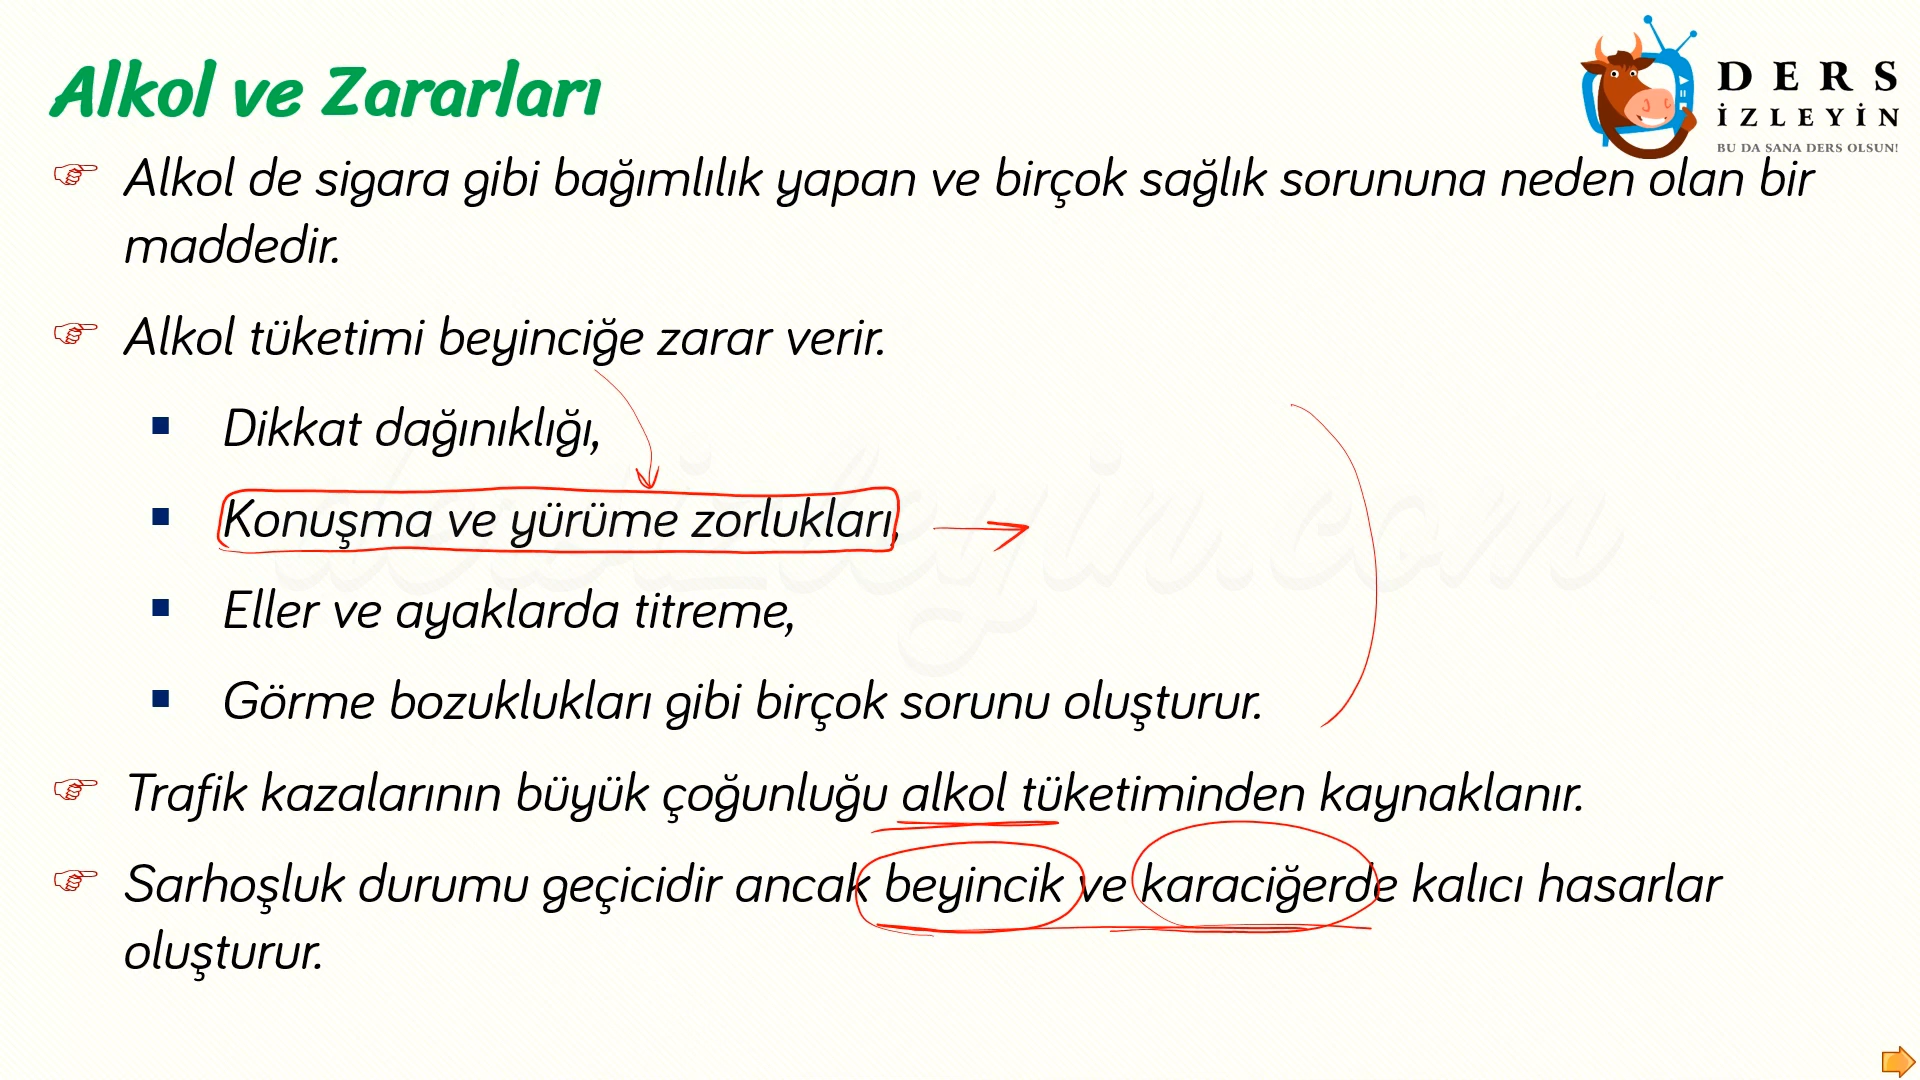 Alkol ve Zararları
DERS
İZLEYİN
BU DA SANA DERS OLSUN!
Alkol de sigara gibi bağımlılık yapan ve birçok sağlık sorununa neden olan bir
maddedir.
Alkol tüketimi beyinciğe zarar verir.
Dikkat dağınıklığı,
Konuşma ve yürüme zorlukları,
Eller ve ayaklarda titreme,
Görme bozuklukları gibi birçok sorunu oluşturur.
Trafik kazalarının büyük çoğunluğu alkol tüketiminden kaynaklanır.
Sarhoşluk durumu geçicidir ancak beyincik ve karaciğerde kalıcı hasarlar
oluşturur.